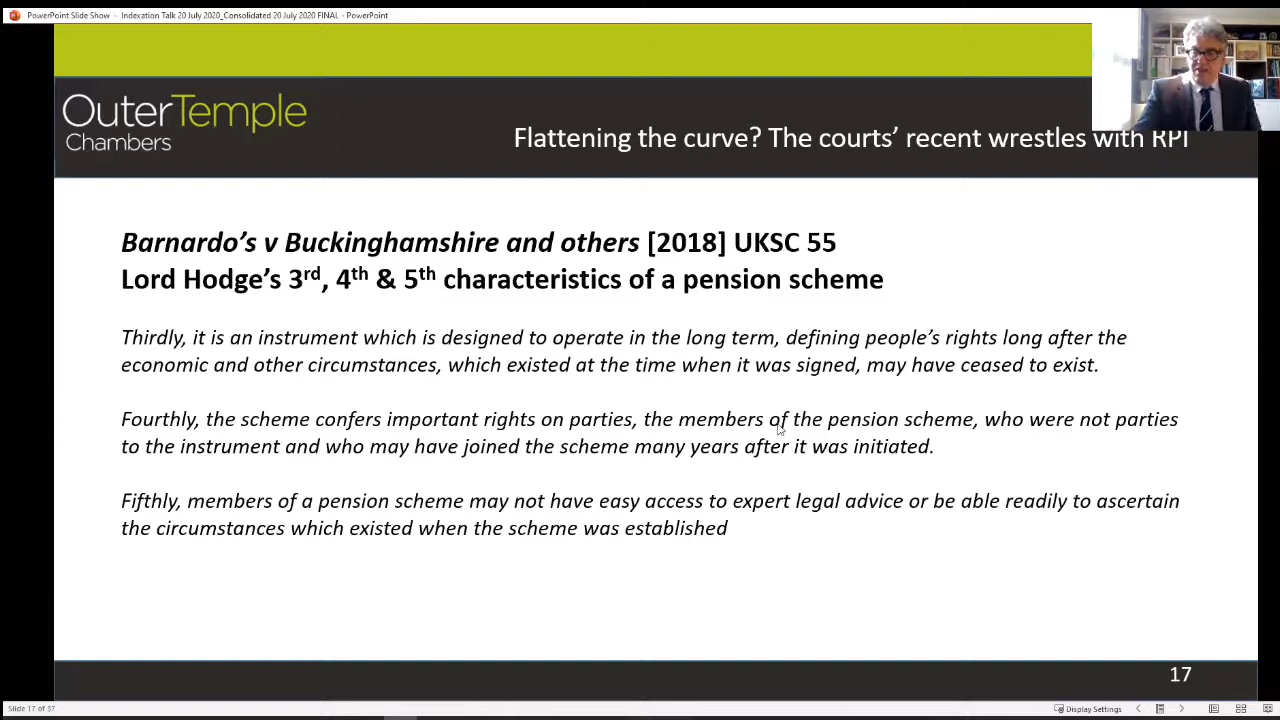 PowerPoint Slide Show - Indexation Talk 20 July 2020_Consolidated 20 July 2020 FINAL - PowerPoint
OuterTemple
Chambers
Flattening the curve? The courts' recent wrestles with RPI
Barnardo's v Buckinghamshire and others [2018] UKSC 55
Lord Hodge's 3rd, 4th & 5th characteristics of a pension scheme
Thirdly, it is an instrument which is designed to operate in the long term, defining people's rights long after the
economic and other circumstances, which existed at the time when it was signed, may have ceased to exist.
Fourthly, the scheme confers important rights on parties, the members of the pension scheme, who were not parties
to the instrument and who may have joined the scheme many years after it was initiated.
Fifthly, members of a pension scheme may not have easy access to expert legal advice or be able readily to ascertain
the circumstances which existed when the scheme was established
17
Slide 17 of 37
Display Settings